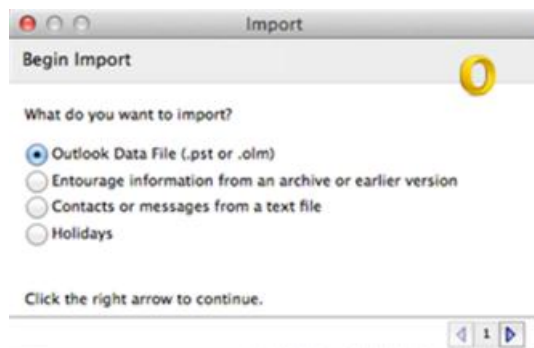 Import
Begin Import
What do you want to import?
Outlook Data File (.pst or .olm)
Entourage information from an archive or earlier version
Contacts or messages from a text file
Holidays
Click the right arrow to continue.
1